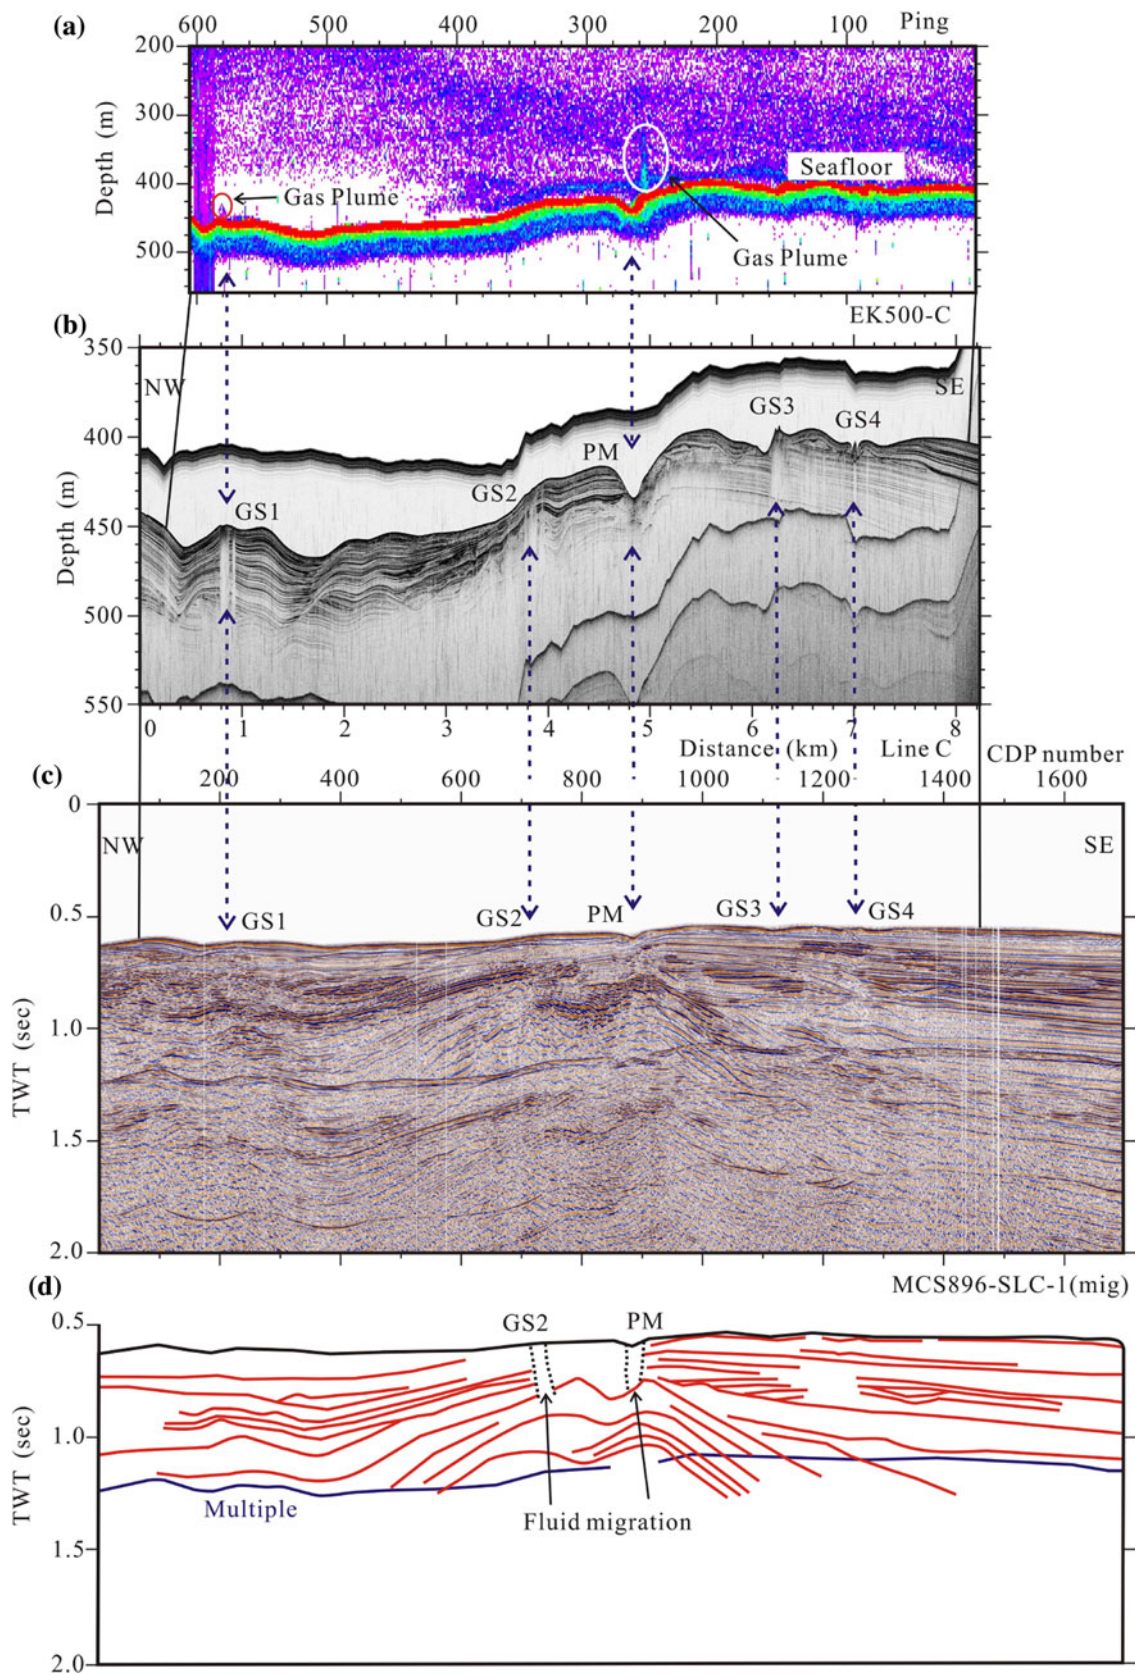 (a)
600 500 400 300 200 100 Ping
200
300
400
500
Depth (m)
Gas Plume
Seafloor
Gas Plume
EK500-C
(b)
350
400
450
500
550
Depth (m)
NW
SE
GS1
GS2
PM
GS3
GS4
0 1 2 3 4 5 6 7 8
Distance (km) Line C
(c)
CDP number
200 400 600 800 1000 1200 1400 1600
0
0.5
1.0
1.5
2.0
TWT (sec)
NW
SE
GS1
GS2
PM
GS3
GS4
MCS896-SLC-1(mig)
(d)
0.5
1.0
1.5
2.0
TWT (sec)
GS2
PM
Multiple
Fluid migration